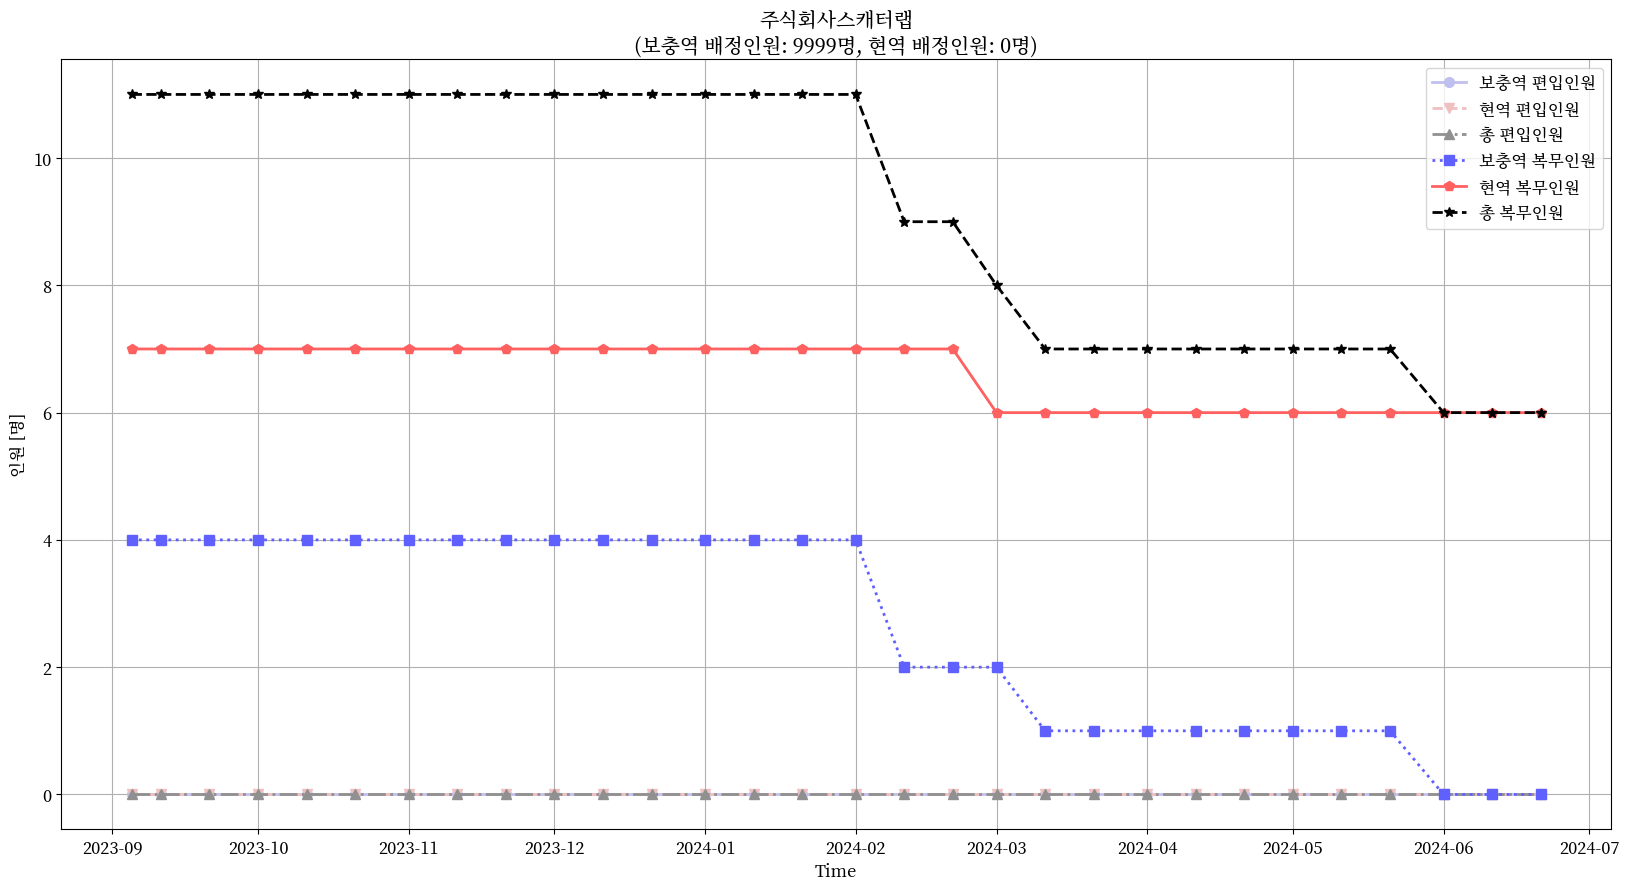 주식회사스캐터랩
(보충역 배정인원: 9999명, 현역 배정인원: 0명)
보충역 편입인원
현역 편입인원
총 편입인원
보충역 복무인원
현역 복무인원
총 복무인원
인원 [명]
10
8
6
4
2
0
2023-09
2023-10
2023-11
2023-12
2024-01
2024-02
2024-03
2024-04
2024-05
2024-06
2024-07
Time